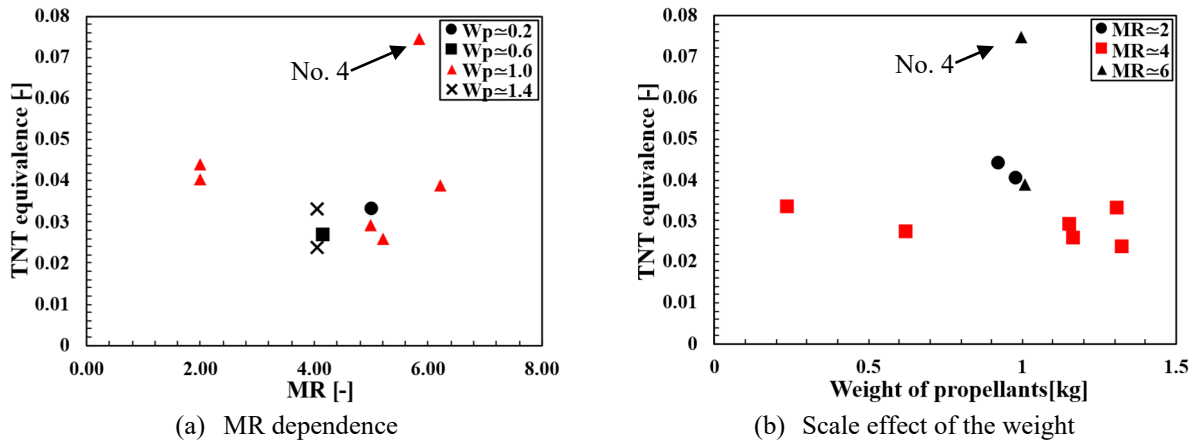 0.08
0.07
0.06
0.05
0.04
0.03
0.02
0.01
0
TNT equivalence [-]
0.00
2.00
4.00
6.00
8.00
MR [-]
No. 4
Wp≃0.2
Wp≃0.6
Wp≃1.0
Wp≃1.4
(a) MR dependence
0.08
0.07
0.06
0.05
0.04
0.03
0.02
0.01
0
TNT equivalence [-]
0
0.5
1
1.5
Weight of propellants[kg]
No. 4
MR≃2
MR≃4
MR≃6
(b) Scale effect of the weight